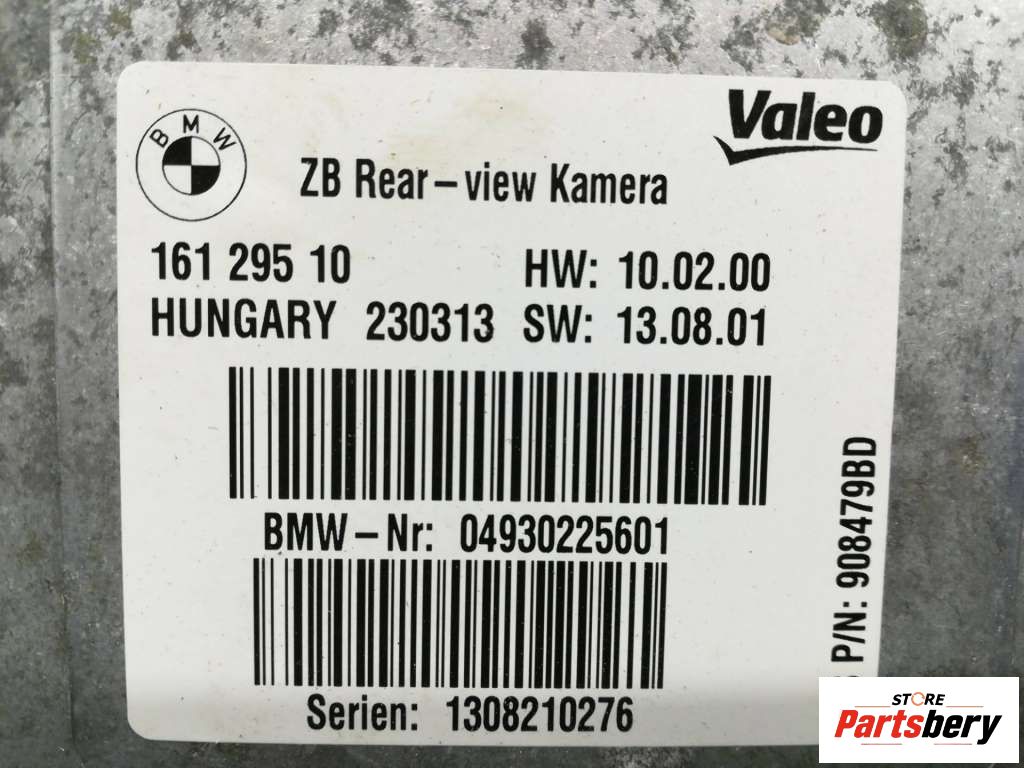 BMW
Valeo
ZB Rear-view Kamera
161 295 10 HW: 10.02.00
HUNGARY 230313 SW: 13.08.01
BMW-Nr: 04930225601
Serien: 1308210276
P/N: 908479BD
STORE
Partsbery